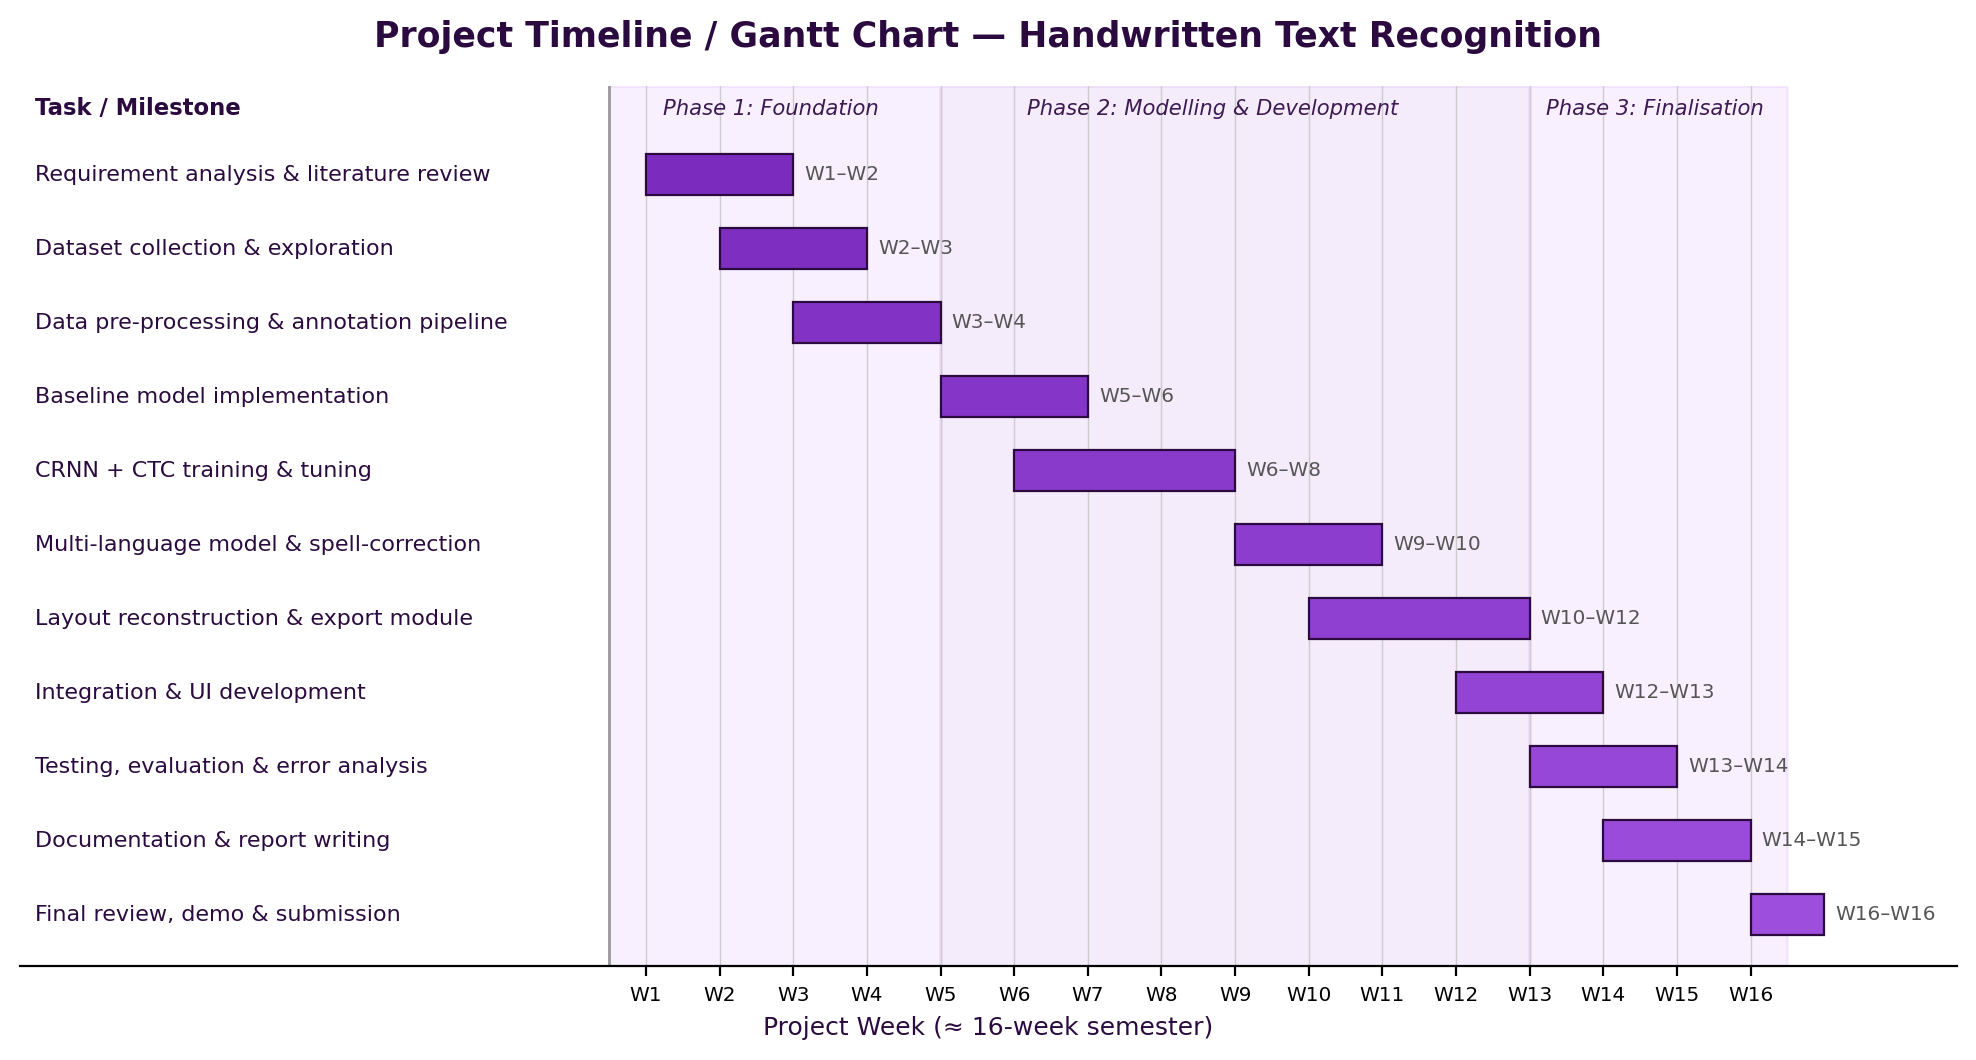 Project Timeline / Gantt Chart — Handwritten Text Recognition
Task / Milestone
Phase 1: Foundation
Phase 2: Modelling & Development
Phase 3: Finalisation
Requirement analysis & literature review
W1–W2
Dataset collection & exploration
W2–W3
Data pre-processing & annotation pipeline
W3–W4
Baseline model implementation
W5–W6
CRNN + CTC training & tuning
W6–W8
Multi-language model & spell-correction
W9–W10
Layout reconstruction & export module
W10–W12
Integration & UI development
W12–W13
Testing, evaluation & error analysis
W13–W14
Documentation & report writing
W14–W15
Final review, demo & submission
W16–W16
W1 W2 W3 W4 W5 W6 W7 W8 W9 W10 W11 W12 W13 W14 W15 W16
Project Week (≈ 16-week semester)